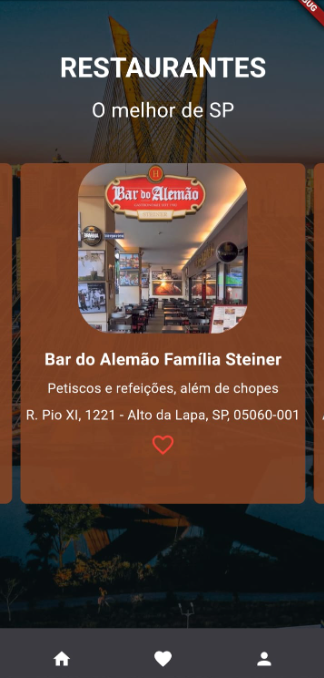 RESTAURANTES
O melhor de SP
H
Bar do Alemão
Bar do Alemão Família Steiner
Petiscos e refeições, além de chopes
R. Pio XI, 1221 - Alto da Lapa, SP, 05060-001